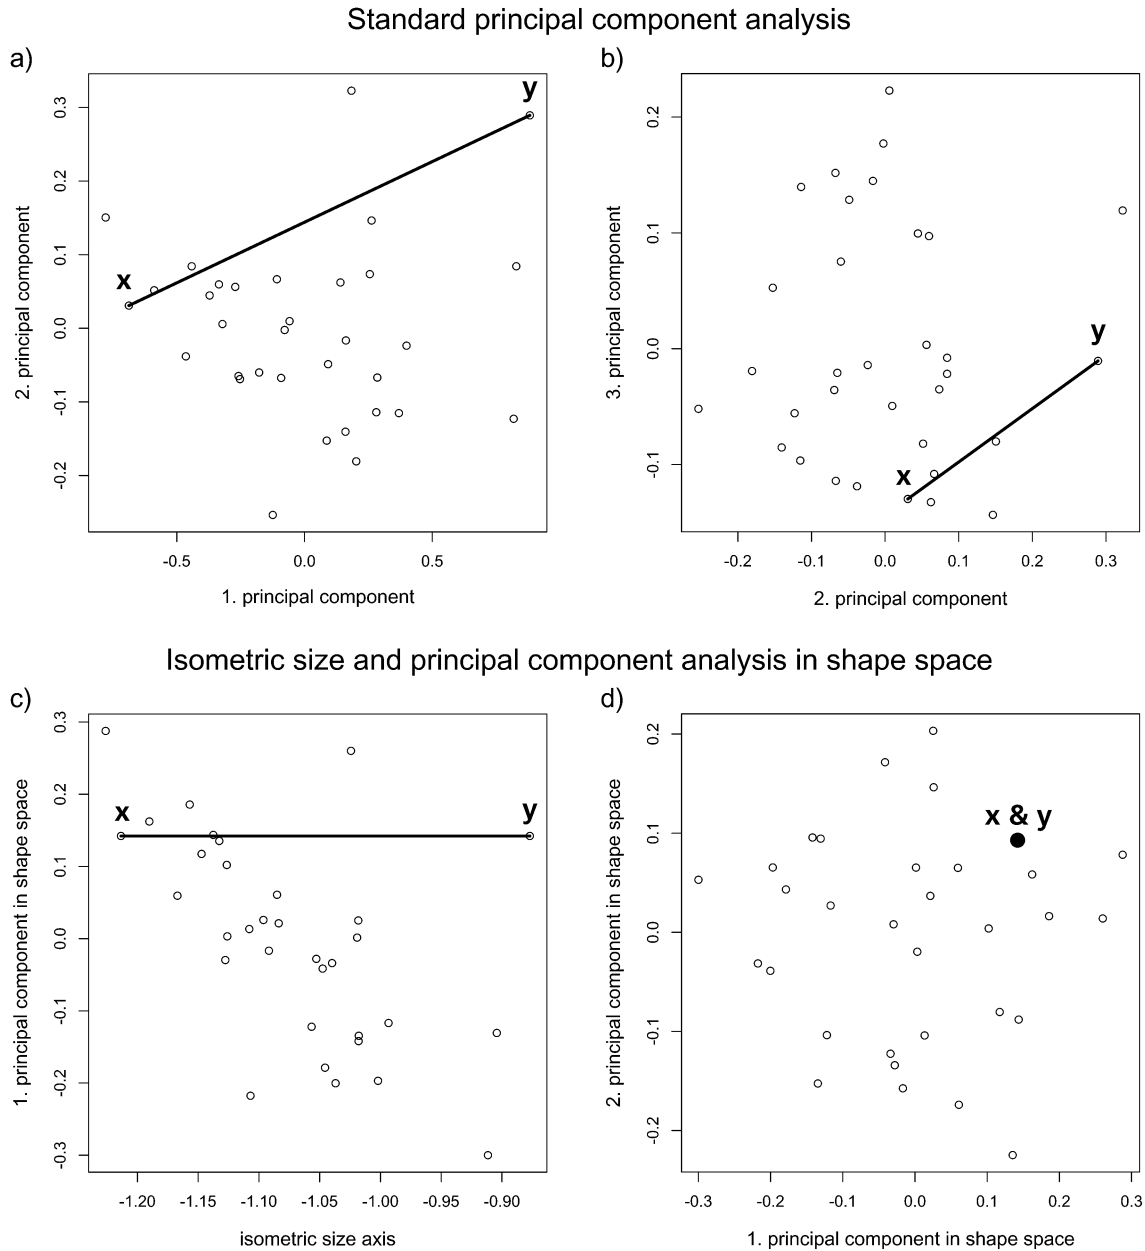 Standard principal component analysis
a)
b)
y
x
0.3
0.2
0.1
0.0
-0.1
-0.2
2. principal component
-0.5
0.0
0.5
1. principal component
y
x
0.2
0.1
0.0
-0.1
3. principal component
-0.2
-0.1
0.0
0.1
0.2
0.3
2. principal component
Isometric size and principal component analysis in shape space
c)
d)
x
y
0.3
0.2
0.1
0.0
-0.1
-0.2
-0.3
1. principal component in shape space
-1.20
-1.15
-1.10
-1.05
-1.00
-0.95
-0.90
isometric size axis
x & y
0.2
0.1
0.0
-0.1
-0.2
2. principal component in shape space
-0.3
-0.2
-0.1
0.0
0.1
0.2
0.3
1. principal component in shape space